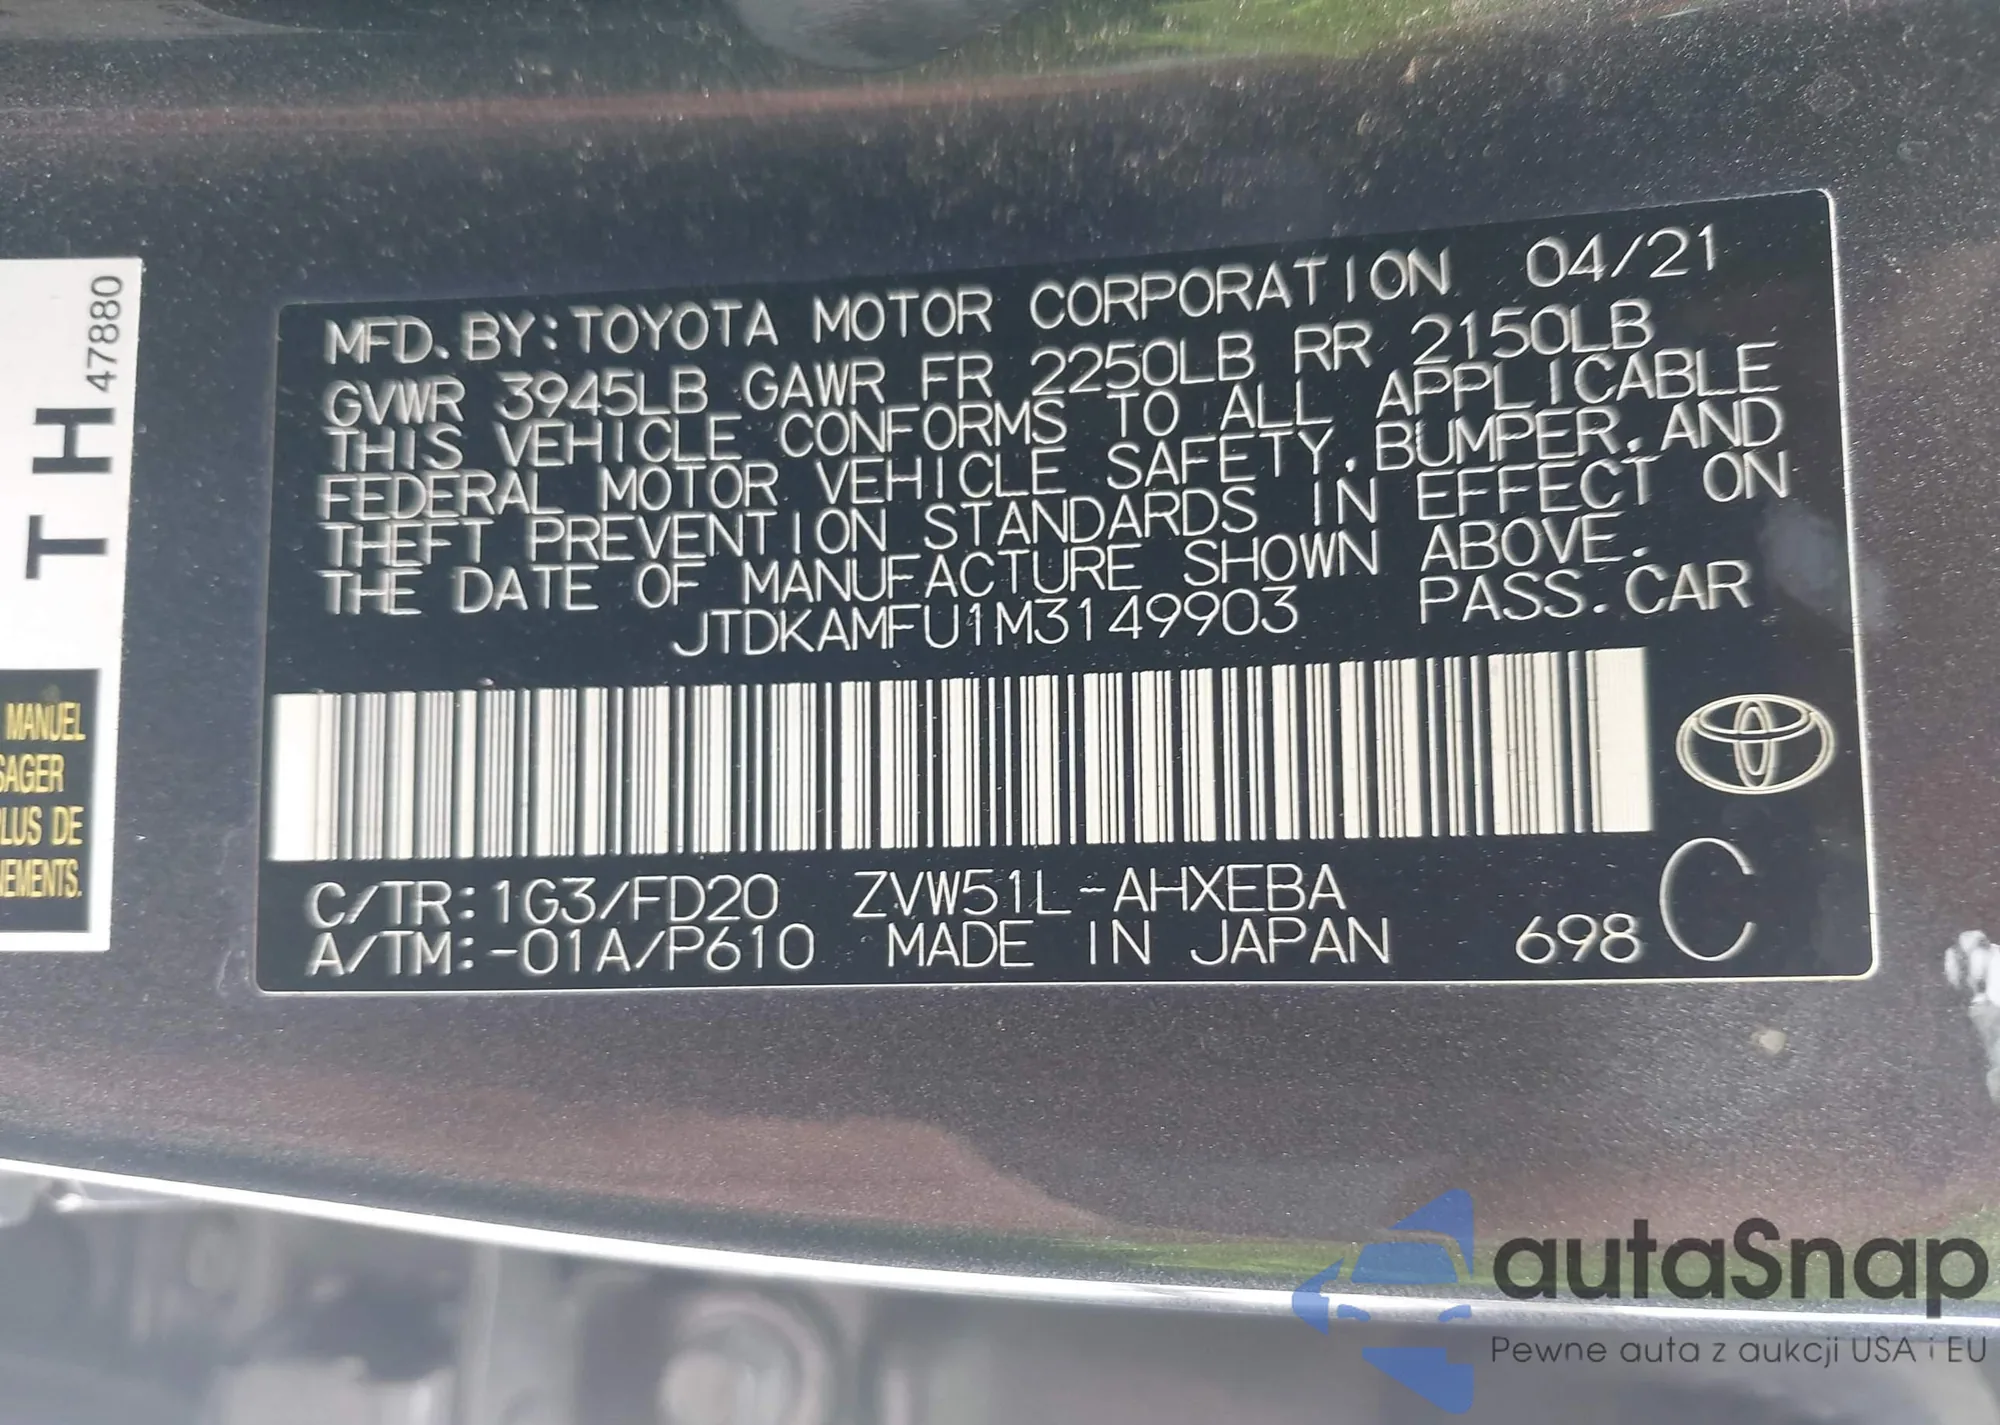 MFD. BY: TOYOTA MOTOR CORPORATION 04/21
GVWR 3945LB GAWR FR 2250LB RR 2150LB
THIS VEHICLE CONFORMS TO ALL APPLICABLE
FEDERAL MOTOR VEHICLE SAFETY, BUMPER, AND
THEFT PREVENTION STANDARDS IN EFFECT ON
THE DATE OF MANUFACTURE SHOWN ABOVE.
JTDKAMFU1M3149903 PASS. CAR
C/TR: 1G3/FD20 ZVW51L-AHXEBA
A/TM: -01A/P610 MADE IN JAPAN 698 C
TH 47880
MANUEL
SAGER
PLUS DE
NEMENTS.
autaSnap
Pewne auta z aukcji USA i EU